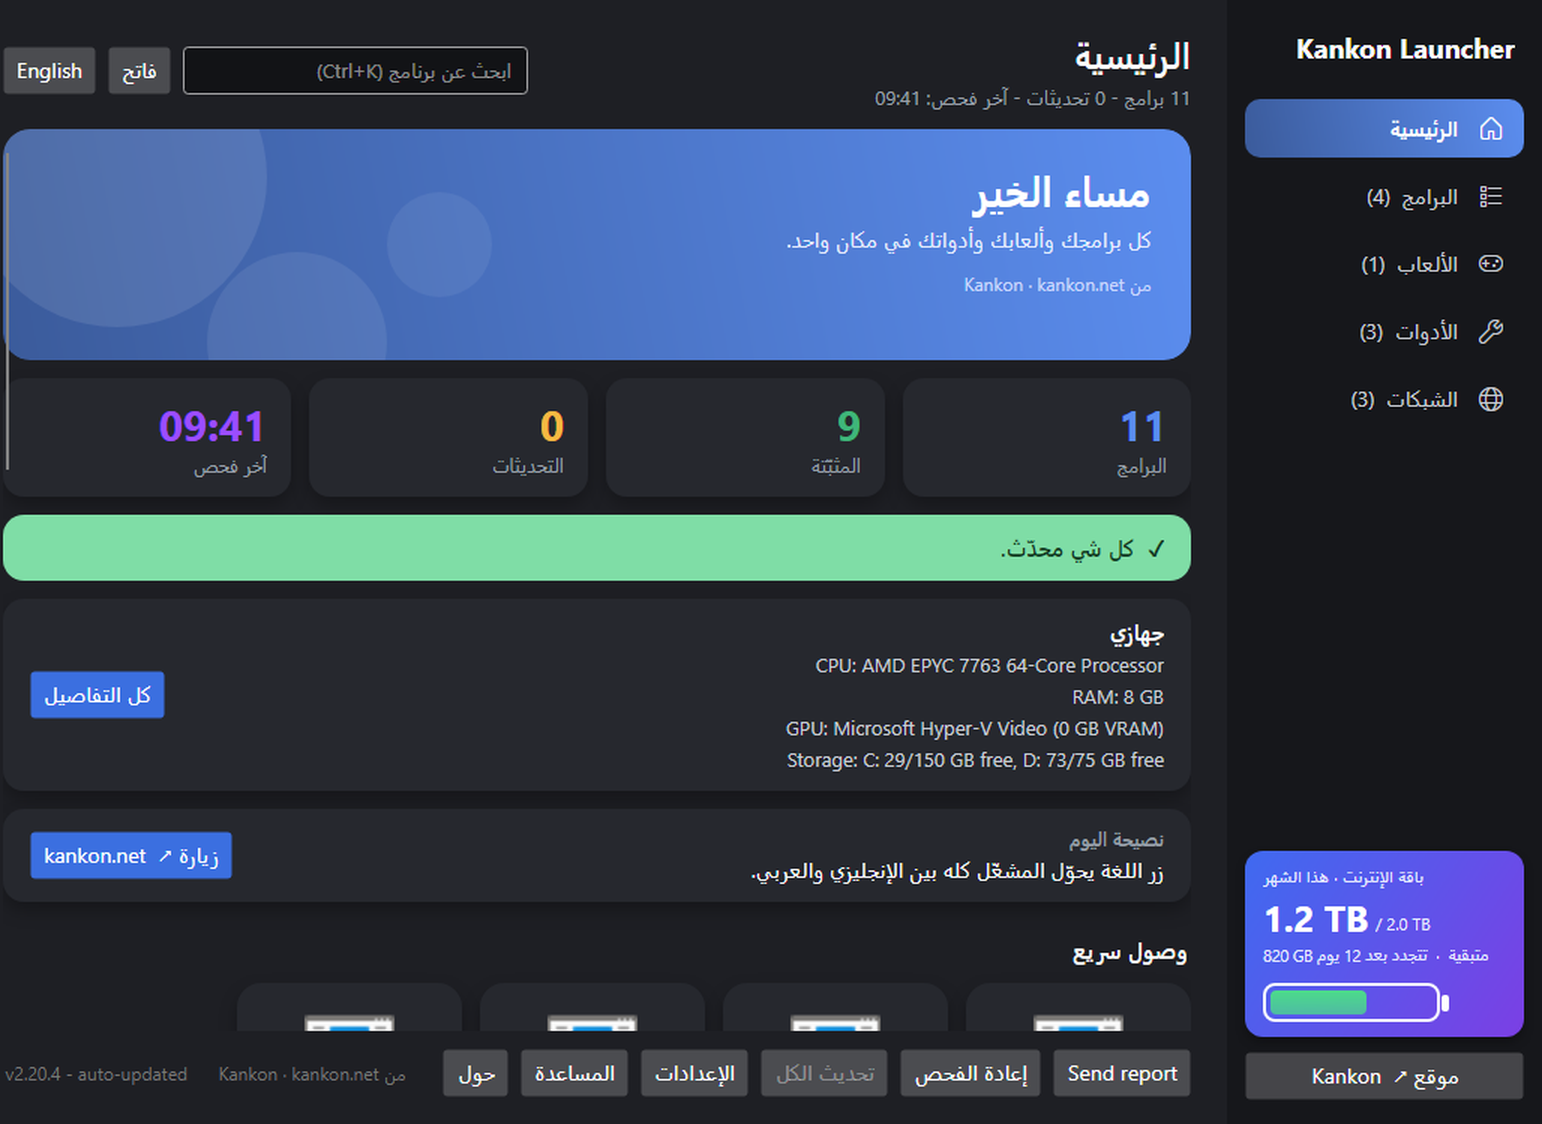 Kankon Launcher
الرئيسية
البرامج (4)
الألعاب (1)
الأدوات (3)
الشبكات (3)
باقة الإنترنت · هذا الشهر
1.2 TB / 2.0 TB
820 GB متبقية · تتجدد بعد 12 يوم
موقع Kankon ↗
الرئيسية
11 برامج - 0 تحديثات - آخر فحص: 09:41
ابحث عن برنامج (Ctrl+K)
فاتح
English
مساء الخير
كل برامجك وألعابك وأدواتك في مكان واحد.
من Kankon · kankon.net
11
البرامج
9
المثبّتة
0
التحديثات
09:41
آخر فحص
✓ كل شي محدّث.
جهازي
CPU: AMD EPYC 7763 64-Core Processor
RAM: 8 GB
GPU: Microsoft Hyper-V Video (0 GB VRAM)
Storage: C: 29/150 GB free, D: 73/75 GB free
كل التفاصيل
نصيحة اليوم
زر اللغة يحوّل المشغّل كله بين الإنجليزي والعربي.
زيارة kankon.net ↗
وصول سريع
Send report
إعادة الفحص
تحديث الكل
الإعدادات
المساعدة
حول
من Kankon · kankon.net
v2.20.4 - auto-updated